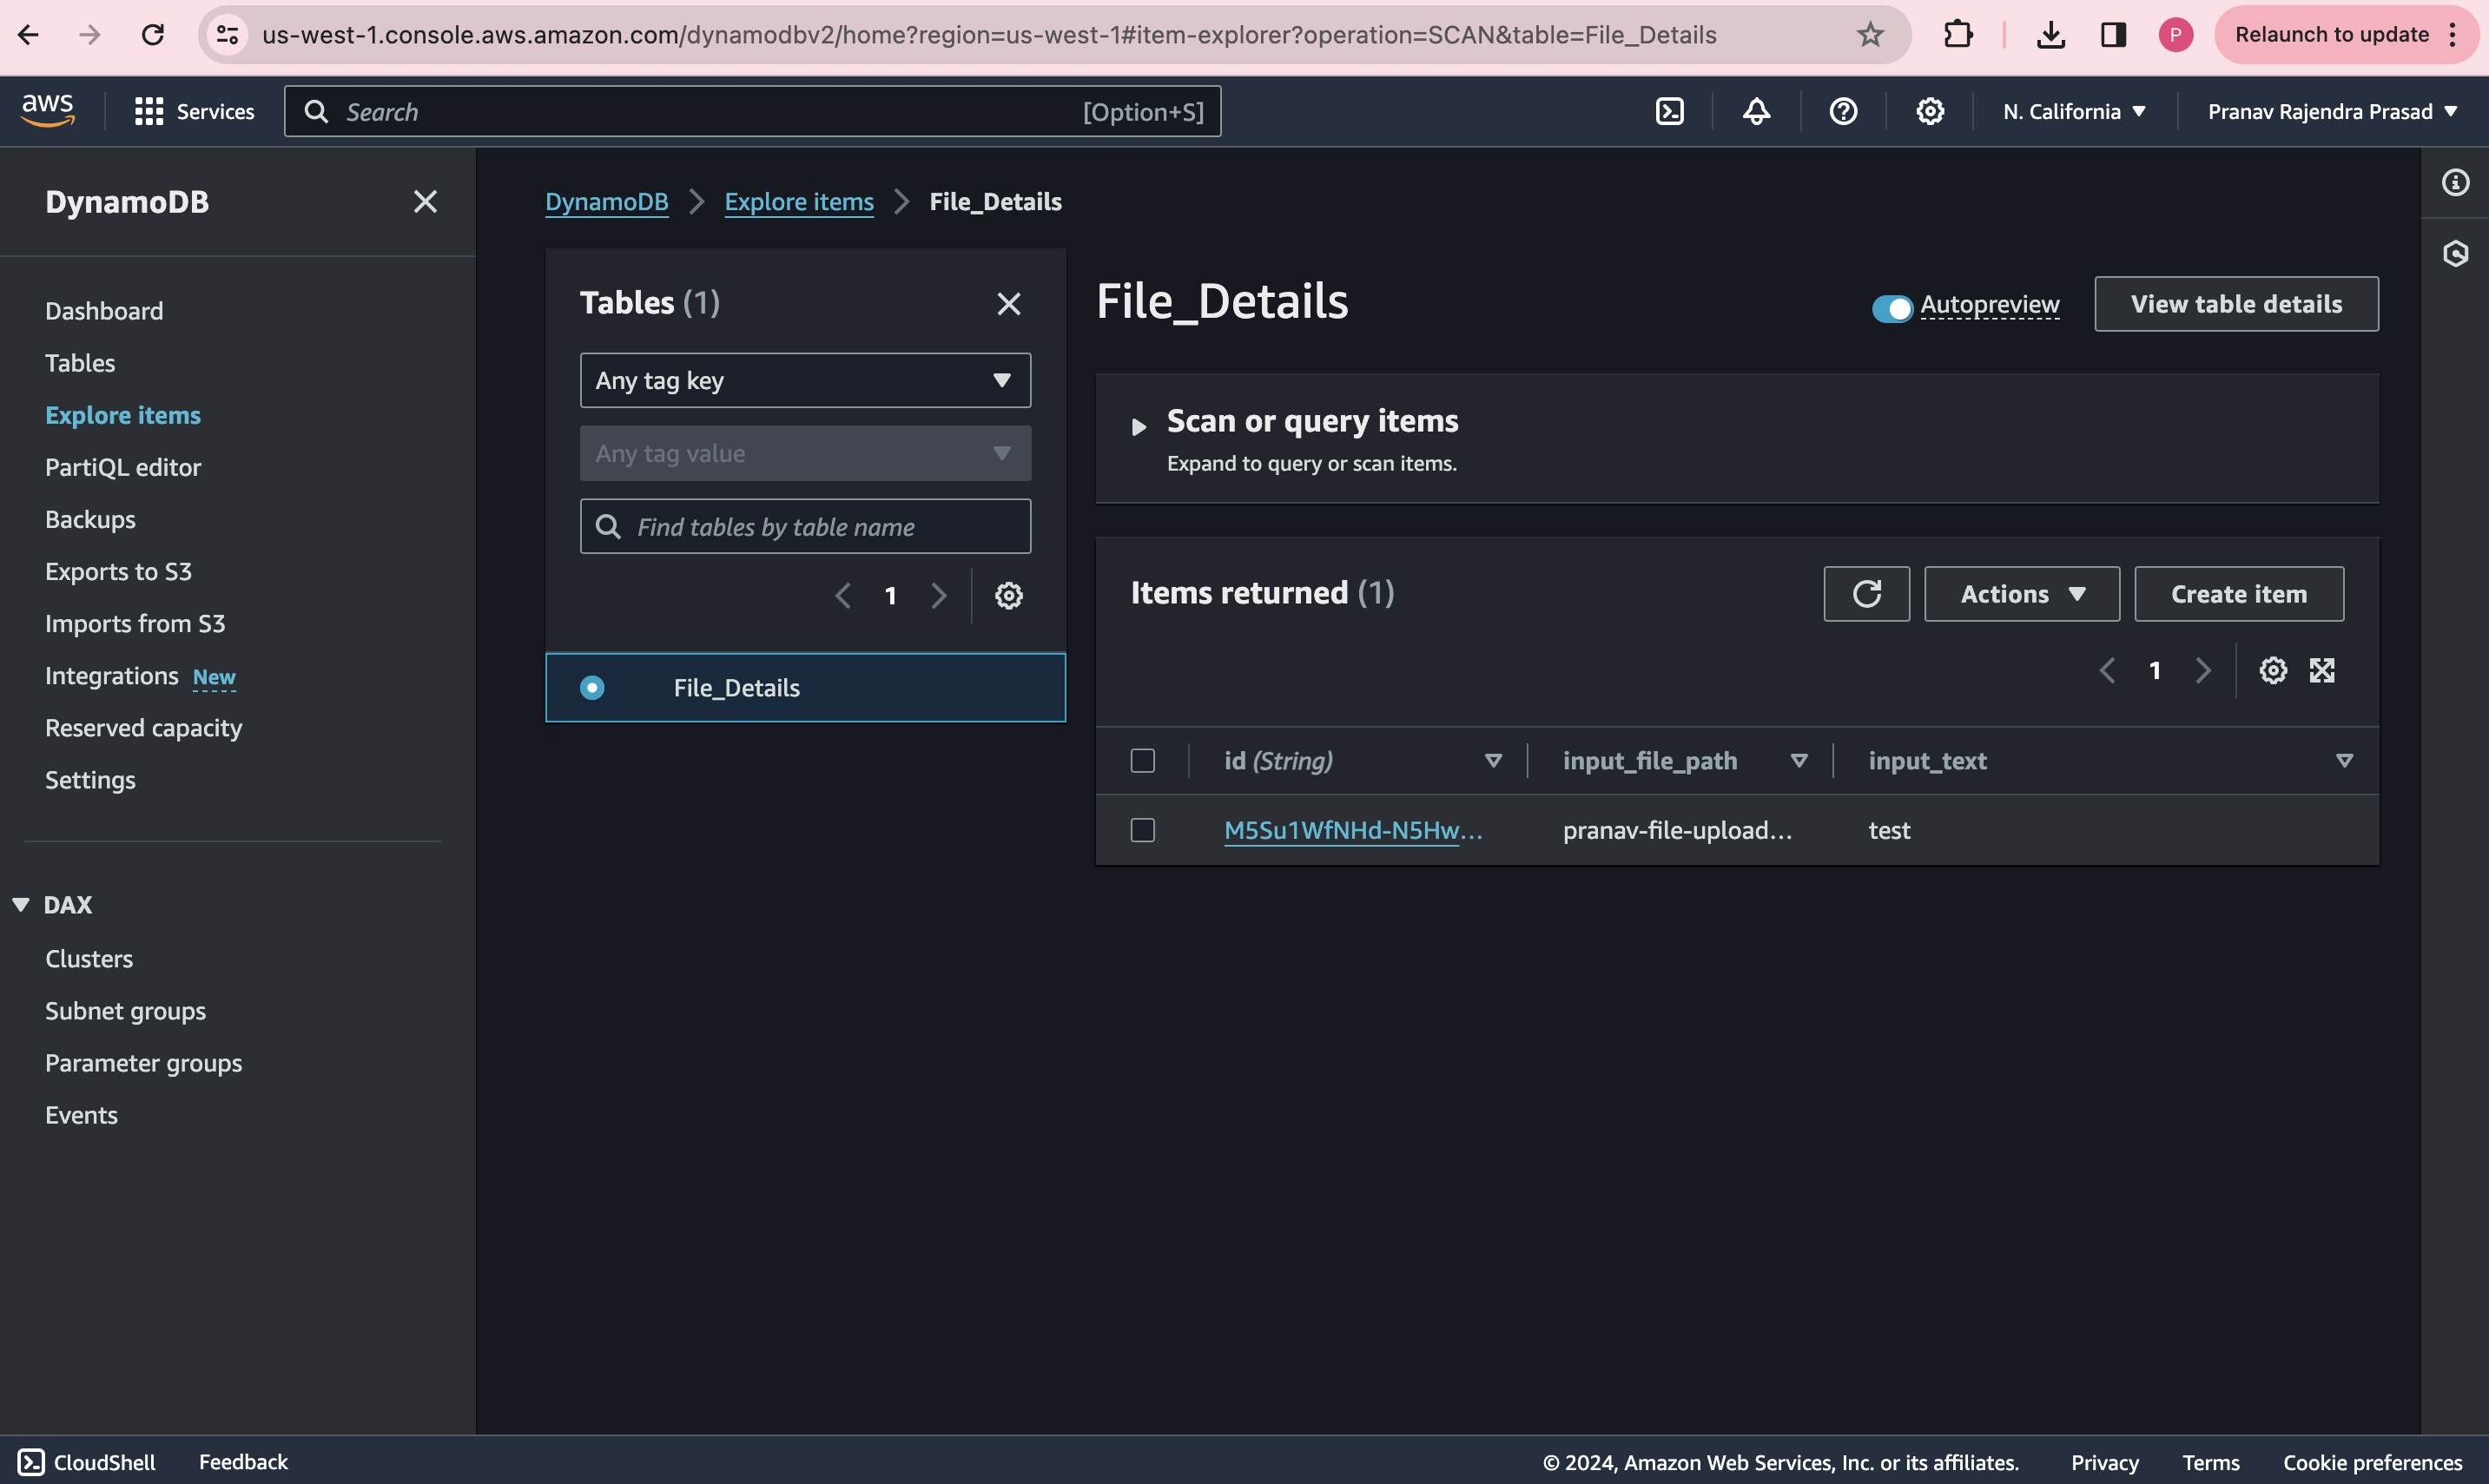 us-west-1.console.aws.amazon.com/dynamodbv2/home?region=us-west-1#item-explorer?operation=SCAN&table=File_Details
P
Relaunch to update
aws
Services
Search
[Option+S]
N. California
Pranav Rajendra Prasad
DynamoDB
Dashboard
Tables
Explore items
PartiQL editor
Backups
Exports to S3
Imports from S3
Integrations New
Reserved capacity
Settings
DAX
Clusters
Subnet groups
Parameter groups
Events
DynamoDB > Explore items > File_Details
Tables (1)
Any tag key
Any tag value
Find tables by table name
1
File_Details
File_Details
Autopreview
View table details
Scan or query items
Expand to query or scan items.
Items returned (1)
Actions
Create item
1
id (String) input_file_path input_text
M5Su1WfNHd-N5Hw... pranav-file-upload... test
CloudShell
Feedback
© 2024, Amazon Web Services, Inc. or its affiliates.
Privacy
Terms
Cookie preferences